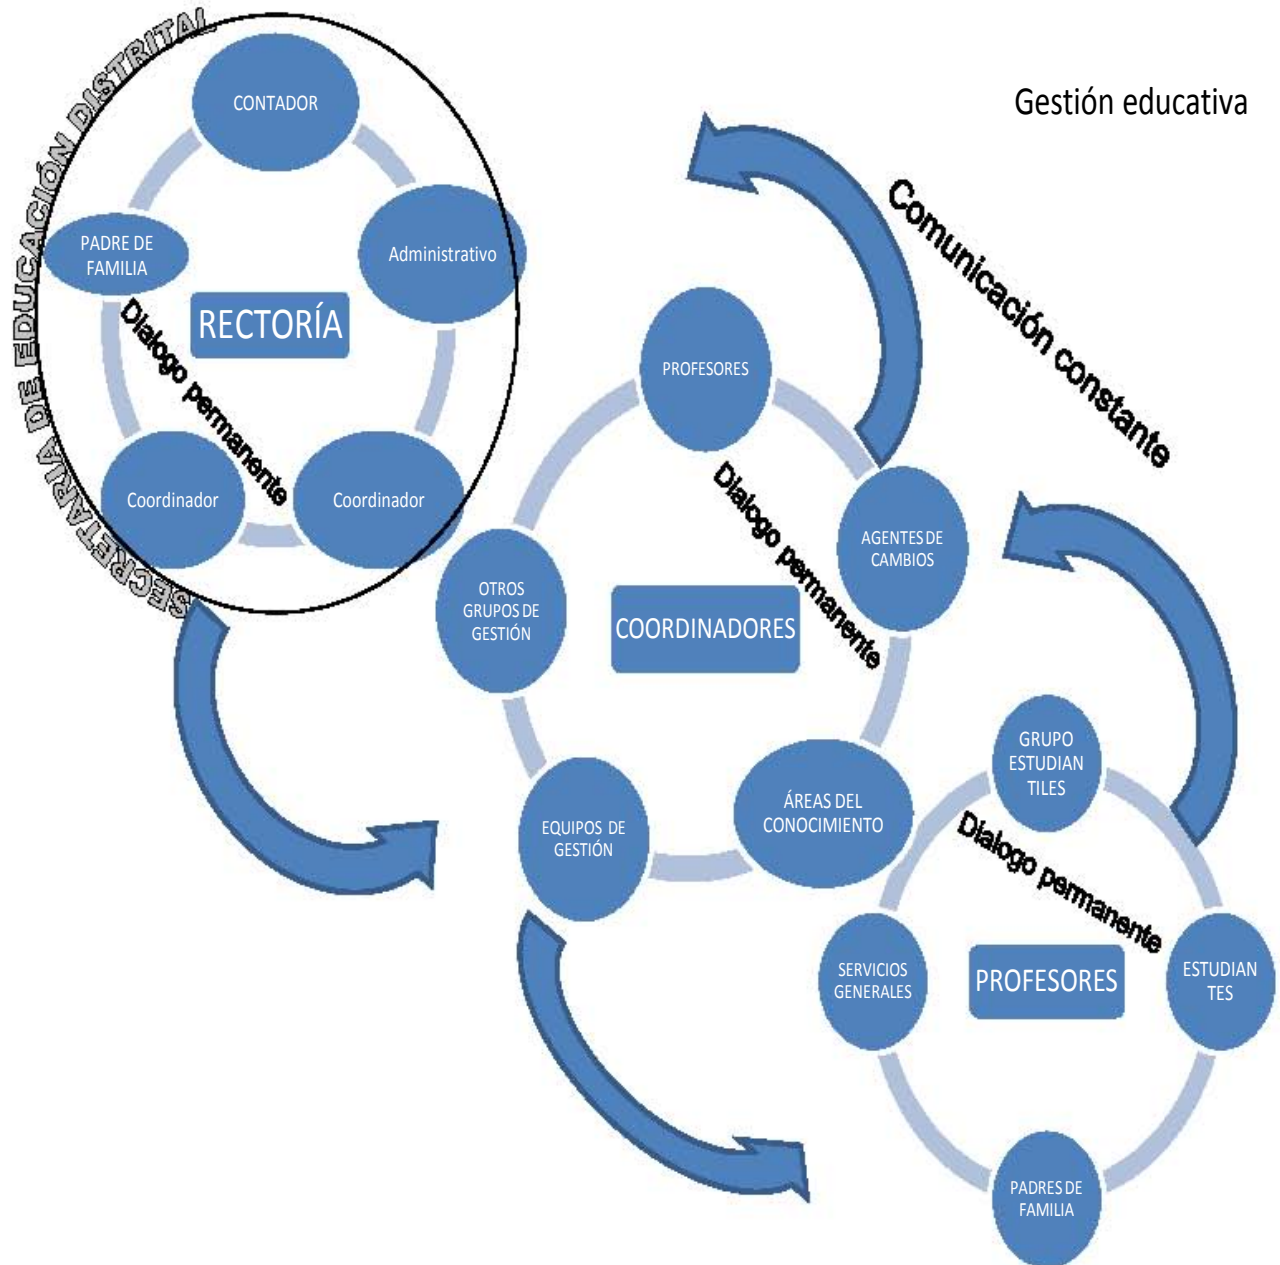 Gestión educativa
SECRETARIA DE EDUCACIÓN DISTRITAL
CONTADOR
PADRE DE
FAMILIA
Administrativo
RECTORÍA
Dialogo permanente
Coordinador
Coordinador
Comunicación constante
PROFESORES
AGENTES DE
CAMBIOS
Dialogo permanente
OTROS
GRUPOS DE
GESTIÓN
COORDINADORES
EQUIPOS DE
GESTIÓN
ÁREAS DEL
CONOCIMIENTO
GRUPO
ESTUDIAN
TILES
Dialogo permanente
SERVICIOS
GENERALES
PROFESORES
ESTUDIAN
TES
PADRES DE
FAMILIA